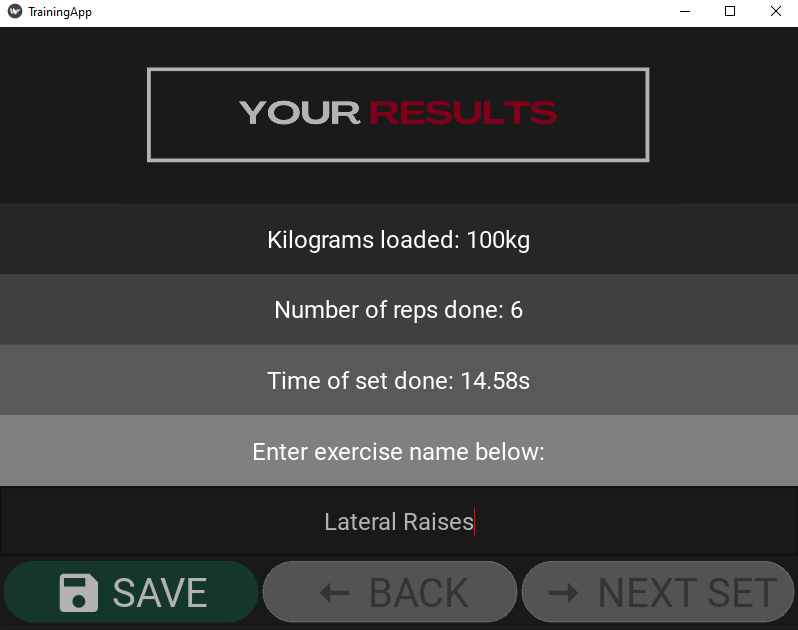 TrainingApp
YOUR RESULTS
Kilograms loaded: 100kg
Number of reps done: 6
Time of set done: 14.58s
Enter exercise name below:
Lateral Raises
SAVE
BACK
NEXT SET